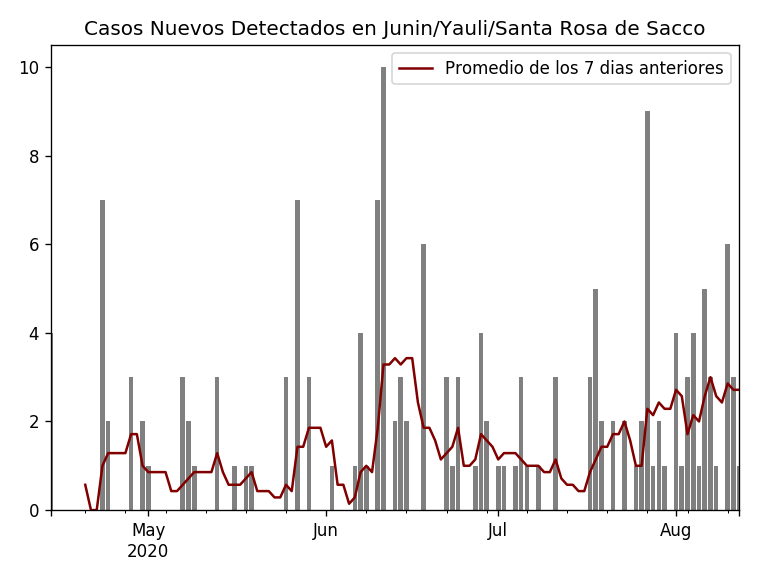 Casos Nuevos Detectados en Junin/Yauli/Santa Rosa de Sacco
Promedio de los 7 dias anteriores
10
8
6
4
2
0
May
2020
Jun
Jul
Aug